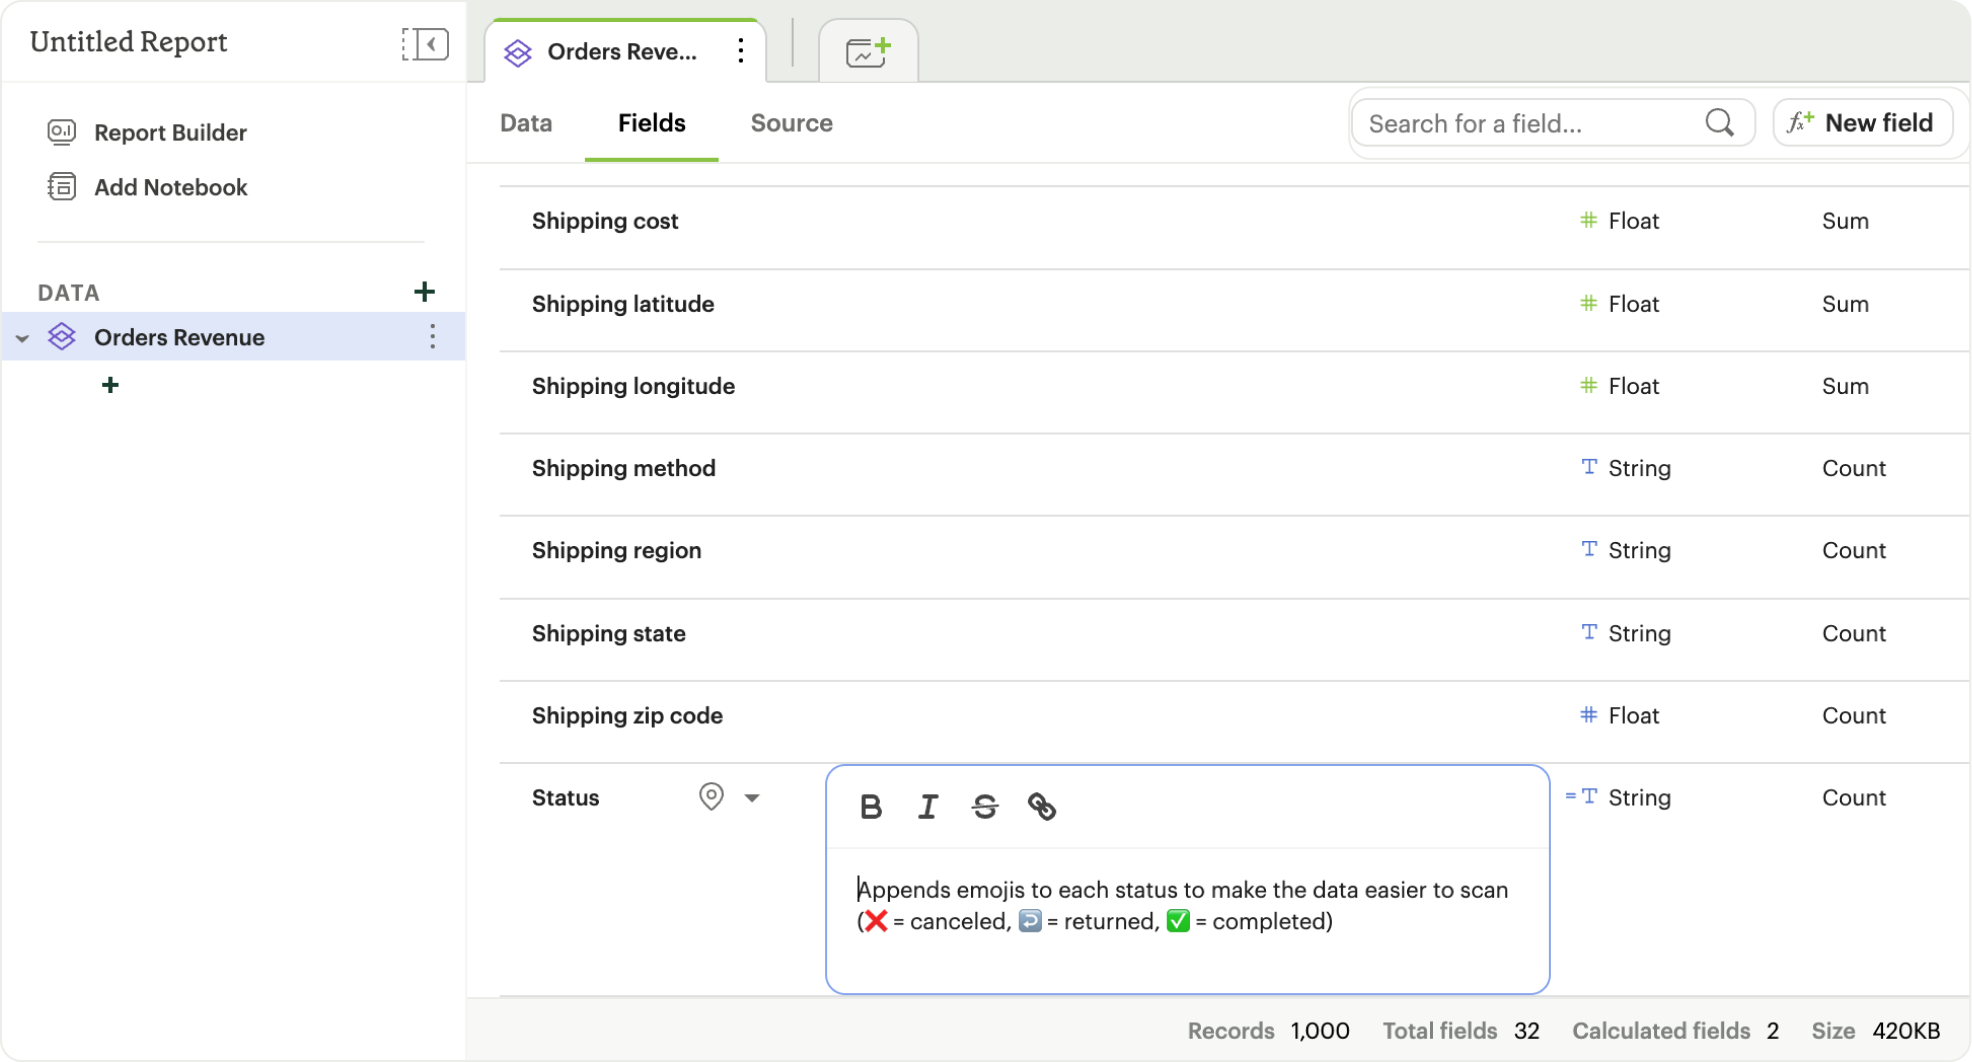 Untitled Report
Orders Reve...
Report Builder
Add Notebook
DATA
Orders Revenue
Data Fields Source
Search for a field...
New field
Shipping cost Float Sum
Shipping latitude Float Sum
Shipping longitude Float Sum
Shipping method String Count
Shipping region String Count
Shipping state String Count
Shipping zip code Float Count
Status = T String Count
B I S
Appends emojis to each status to make the data easier to scan
(❌ = canceled, ↩️ = returned, ✅ = completed)
Records 1,000 Total fields 32 Calculated fields 2 Size 420KB